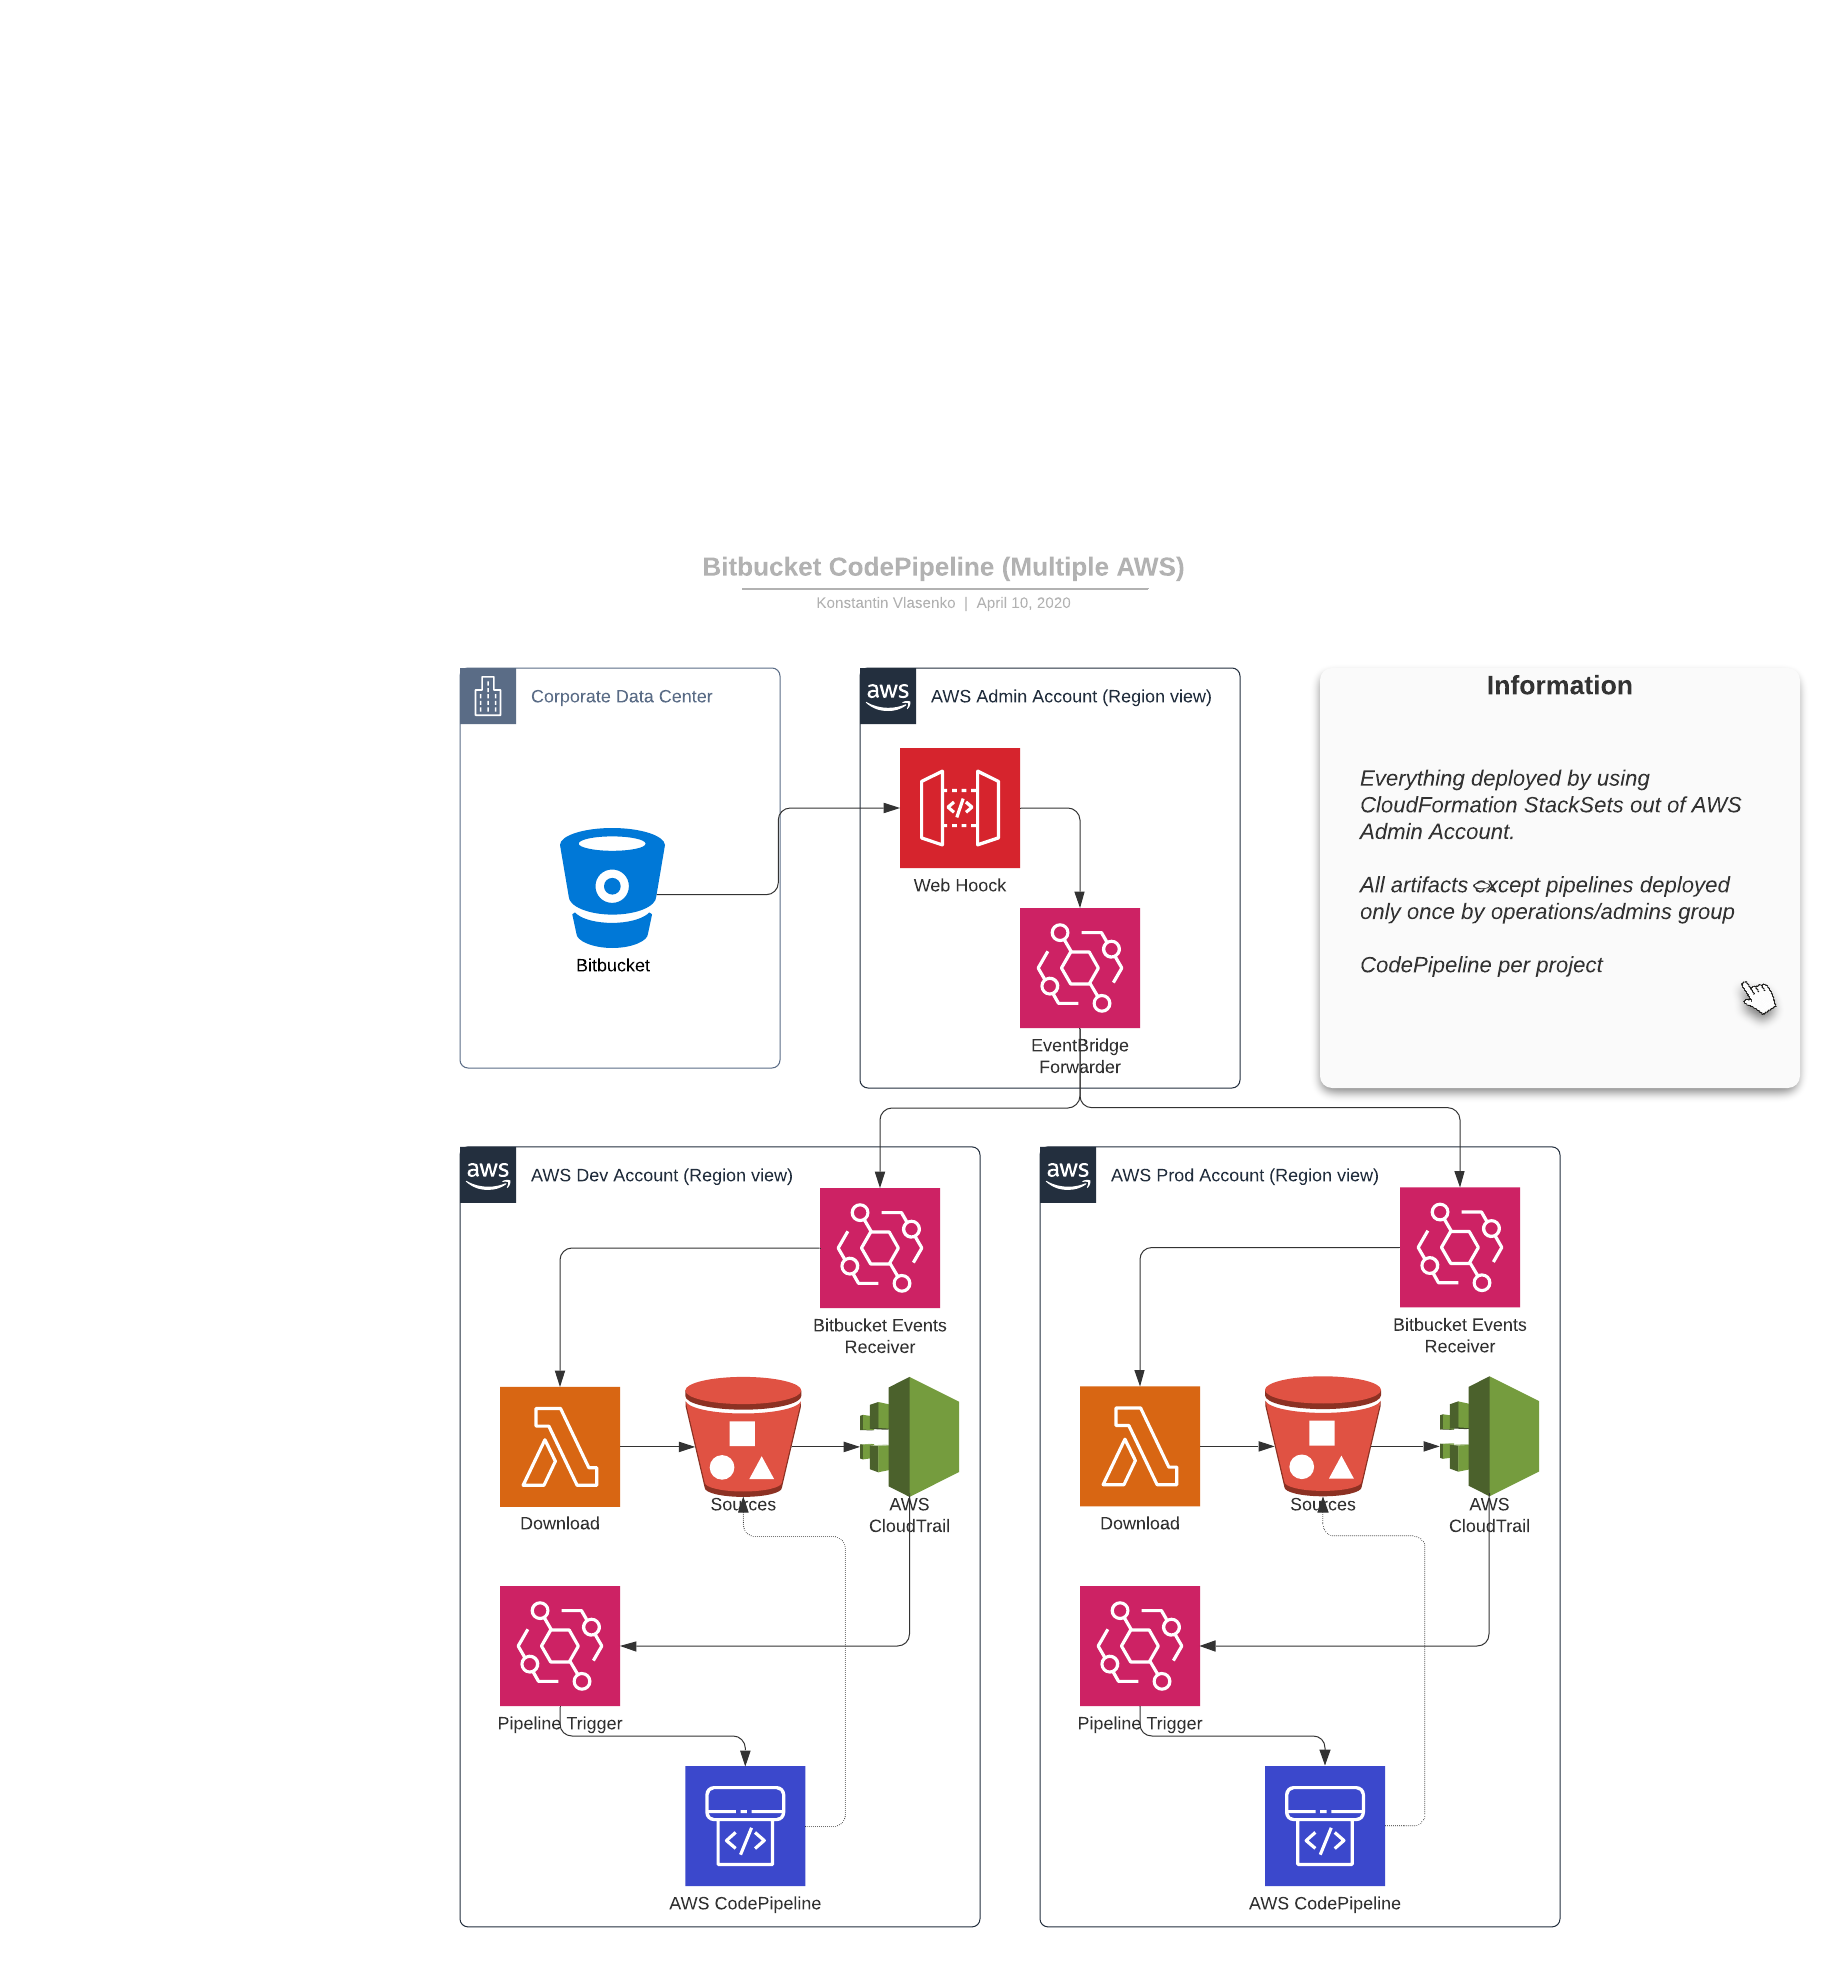 Bitbucket CodePipeline (Multiple AWS)
Konstantin Vlasenko | April 10, 2020
Corporate Data Center
Bitbucket
aws
AWS Admin Account (Region view)
Web Hoock
EventBridge
Forwarder
Information
Everything deployed by using
CloudFormation StackSets out of AWS
Admin Account.
All artifacts except pipelines deployed
only once by operations/admins group
CodePipeline per project
aws
AWS Dev Account (Region view)
Bitbucket Events
Receiver
Download
Sources
AWS
CloudTrail
Pipeline Trigger
AWS CodePipeline
aws
AWS Prod Account (Region view)
Bitbucket Events
Receiver
Download
Sources
AWS
CloudTrail
Pipeline Trigger
AWS CodePipeline